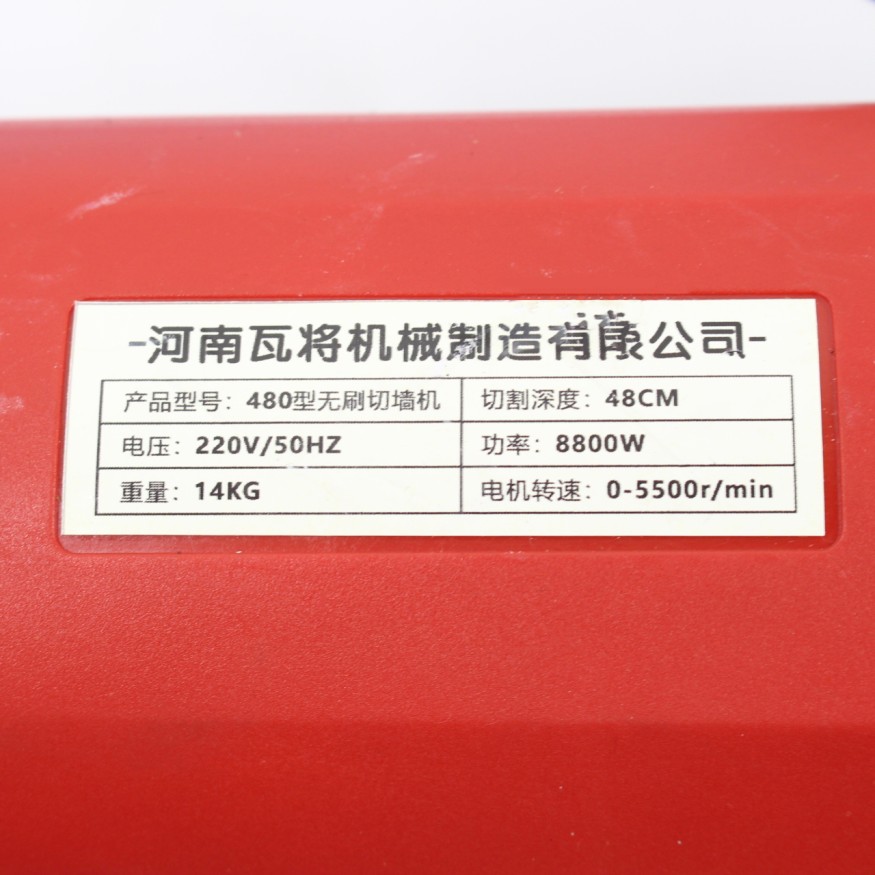 -河南瓦将机械制造有限公司-
产品型号：480型无刷切墙机 切割深度：48CM
电压：220V/50HZ 功率：8800W
重量：14KG 电机转速：0-5500r/min